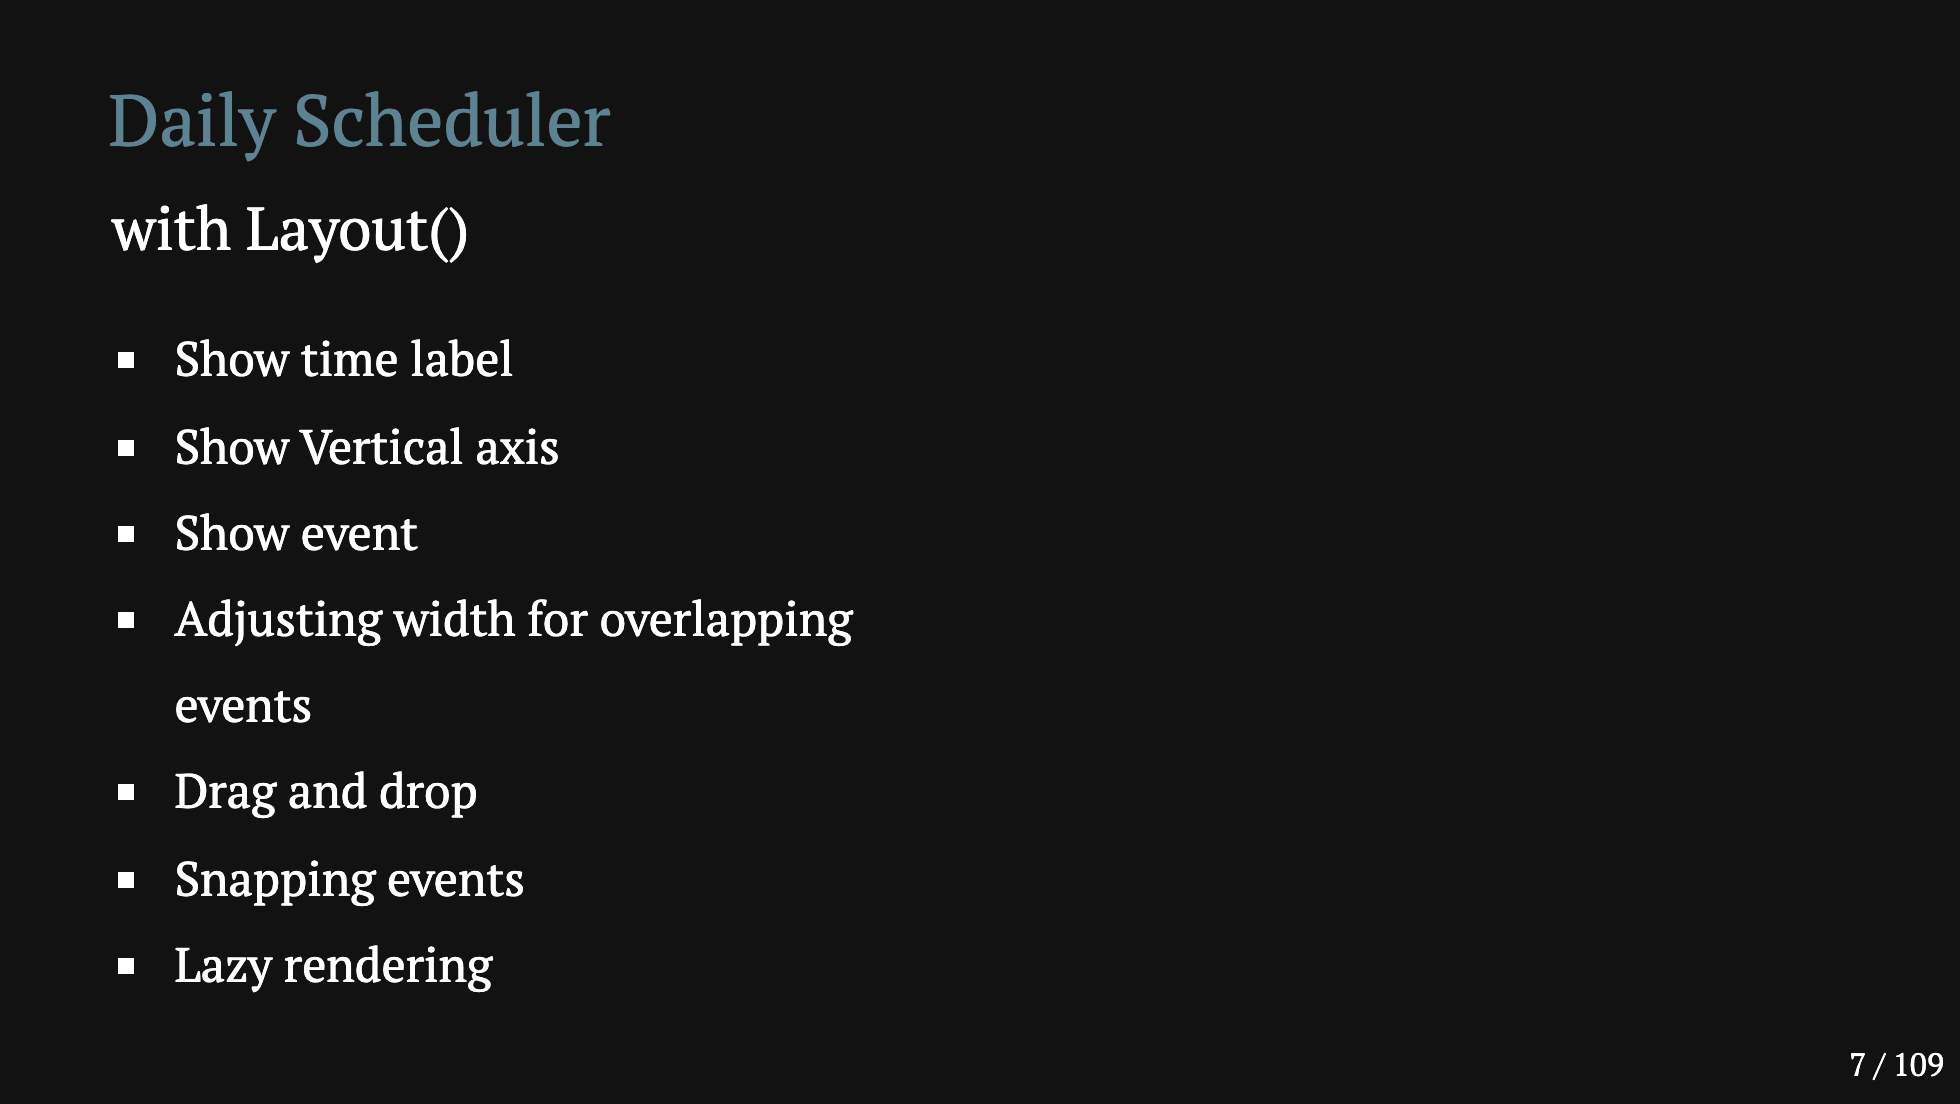 Daily Scheduler
with Layout()
▪ Show time label
▪ Show Vertical axis
▪ Show event
▪ Adjusting width for overlapping
events
▪ Drag and drop
▪ Snapping events
▪ Lazy rendering
7 / 109